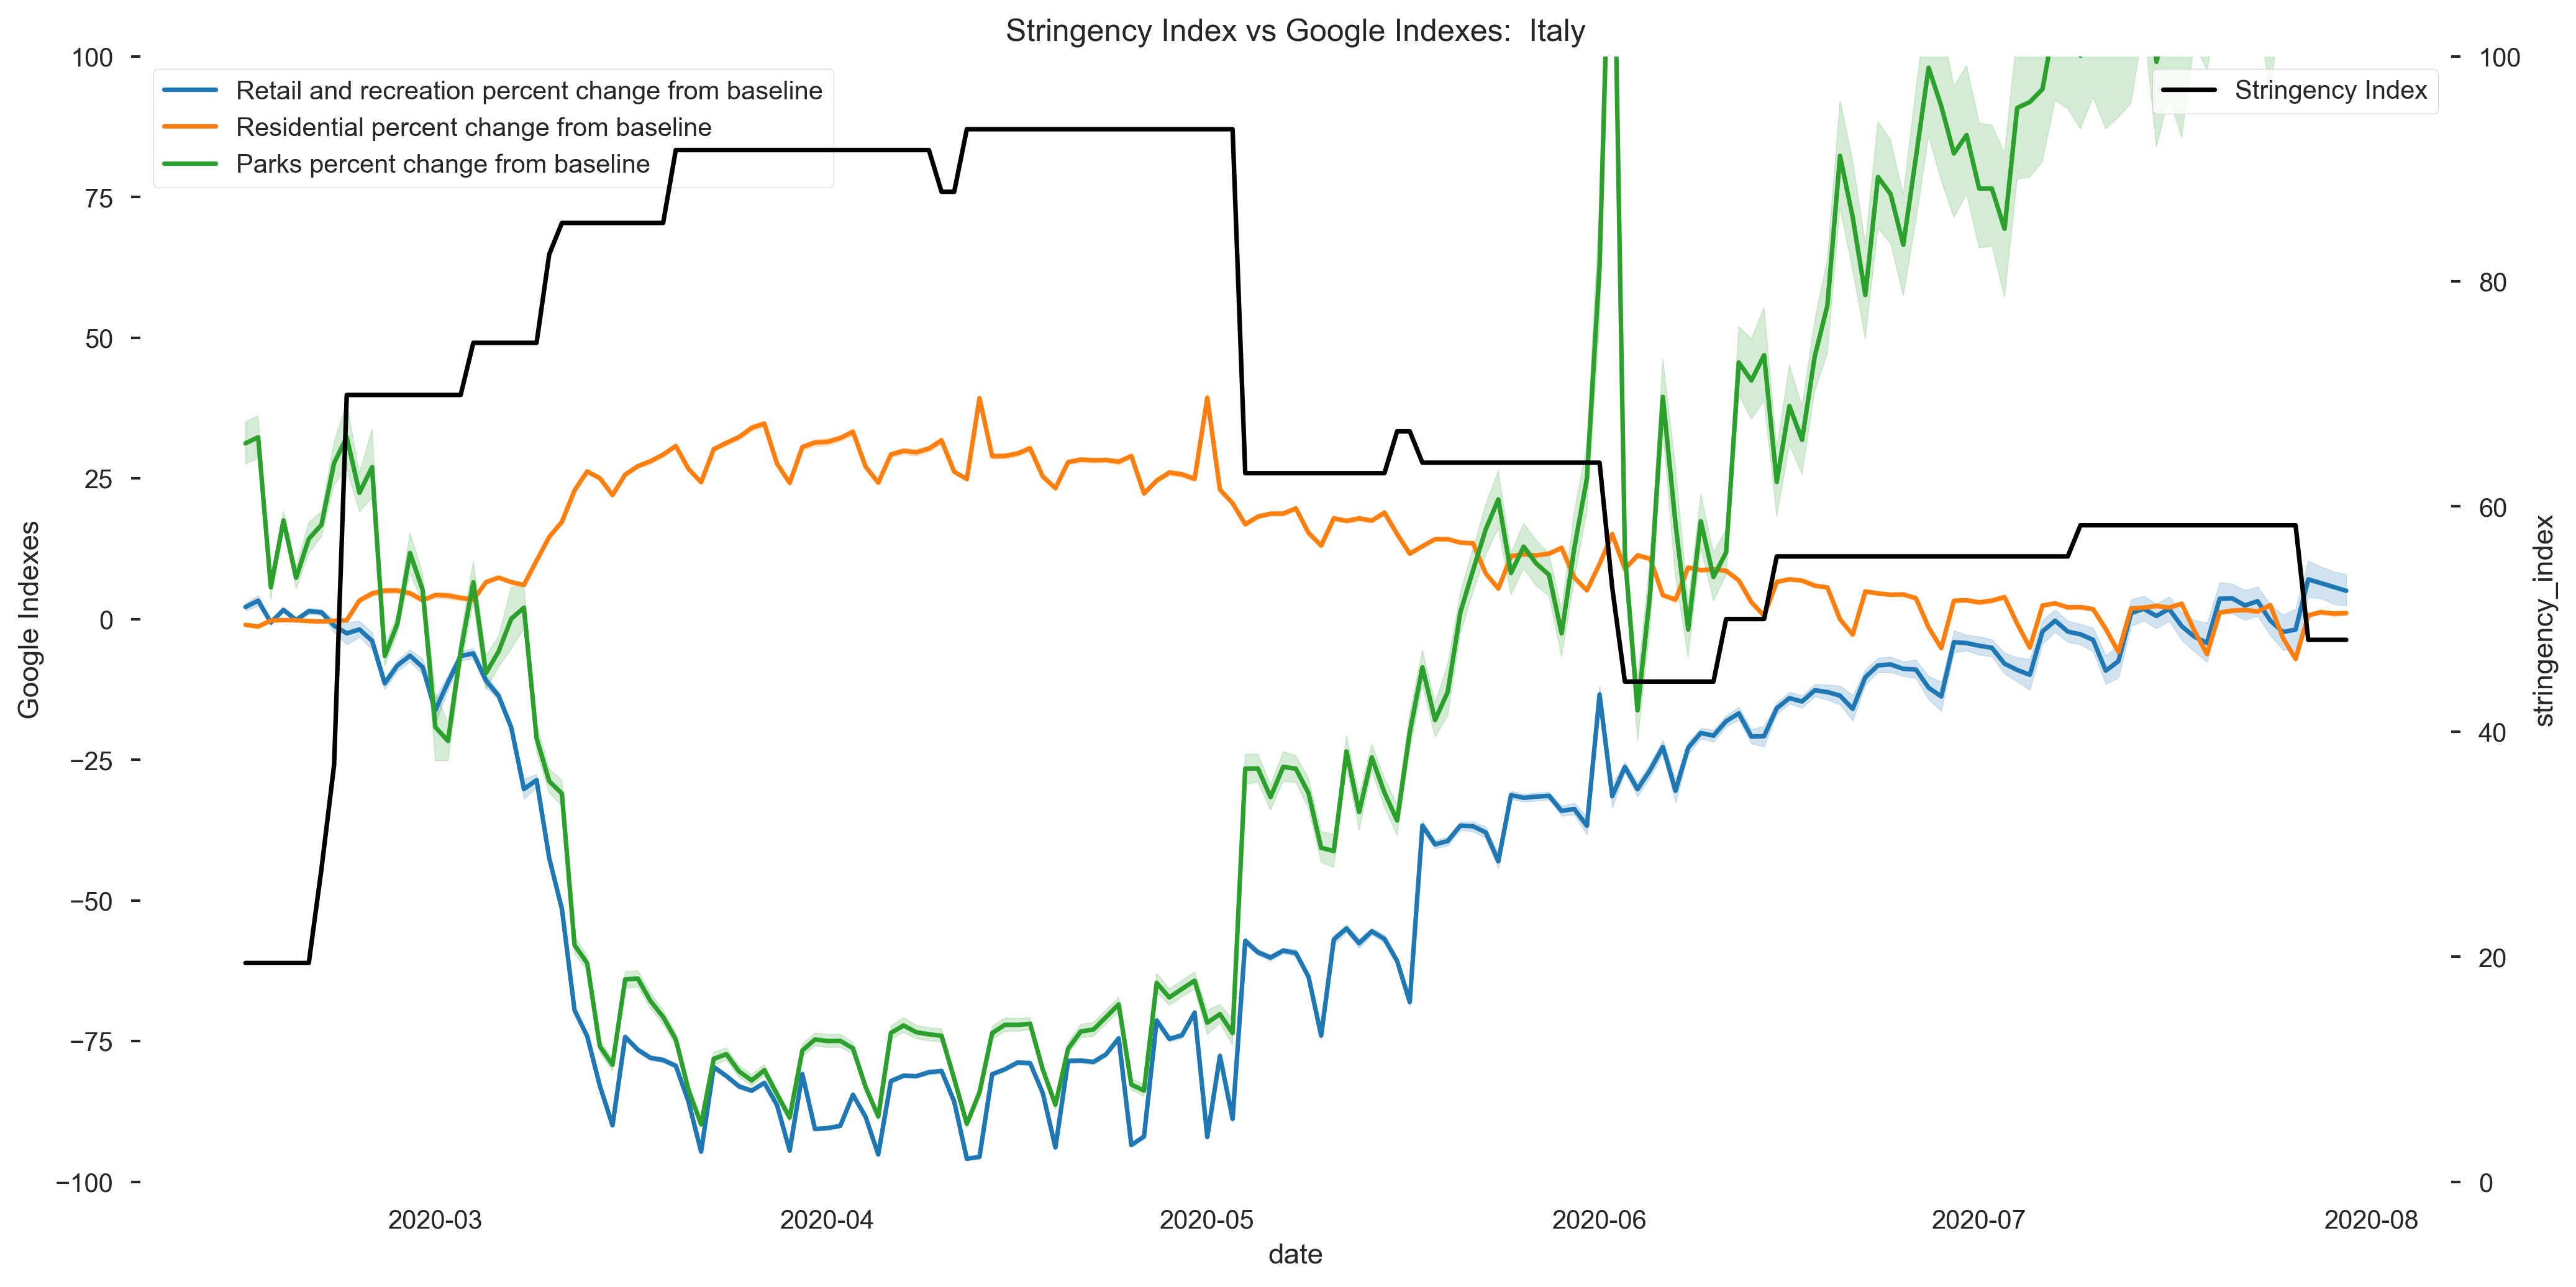 Stringency Index vs Google Indexes:  Italy
Retail and recreation percent change from baseline
Residential percent change from baseline
Parks percent change from baseline
Stringency Index
100
75
50
25
0
−25
−50
−75
−100
Google Indexes
100
80
60
40
20
0
stringency_index
2020-03
2020-04
2020-05
2020-06
2020-07
2020-08
date